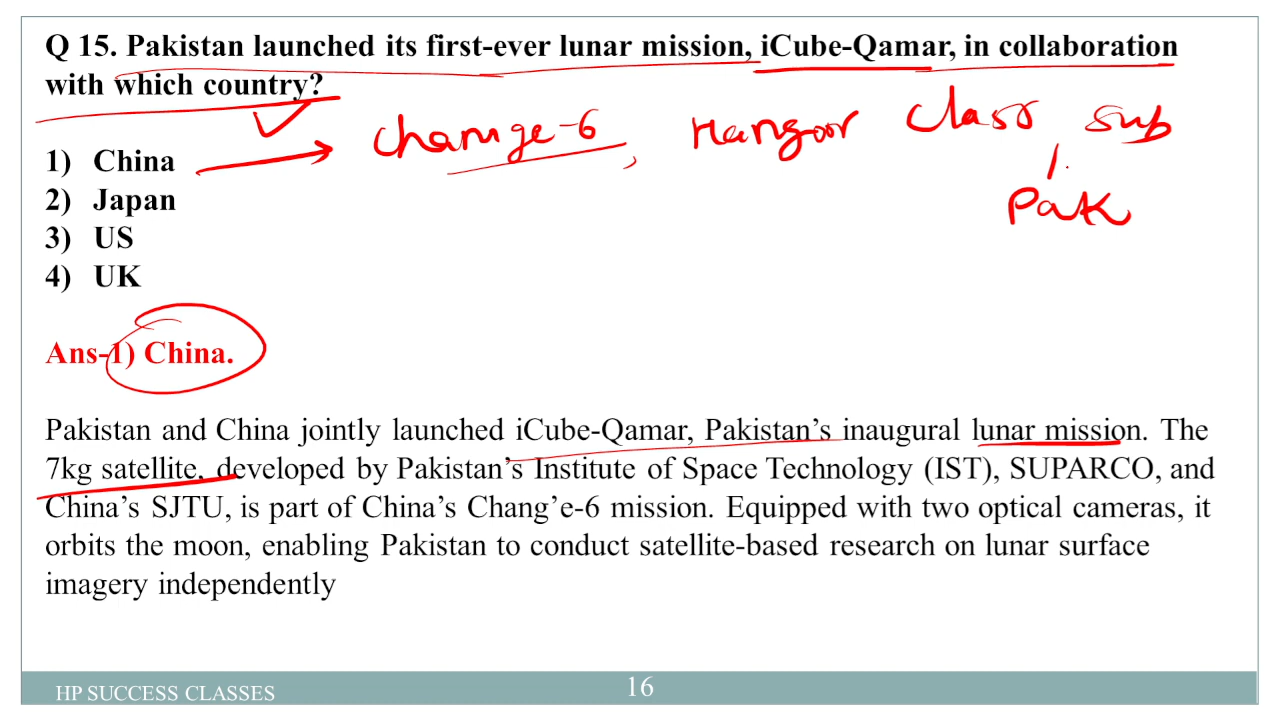 Q 15. Pakistan launched its first-ever lunar mission, iCube-Qamar, in collaboration
with which country?
Change-6, Hangoor Class Sub
Pak
1) China
2) Japan
3) US
4) UK
Ans-1) China.
Pakistan and China jointly launched iCube-Qamar, Pakistan’s inaugural lunar mission. The
7kg satellite, developed by Pakistan’s Institute of Space Technology (IST), SUPARCO, and
China’s SJTU, is part of China’s Chang’e-6 mission. Equipped with two optical cameras, it
orbits the moon, enabling Pakistan to conduct satellite-based research on lunar surface
imagery independently
HP SUCCESS CLASSES
16